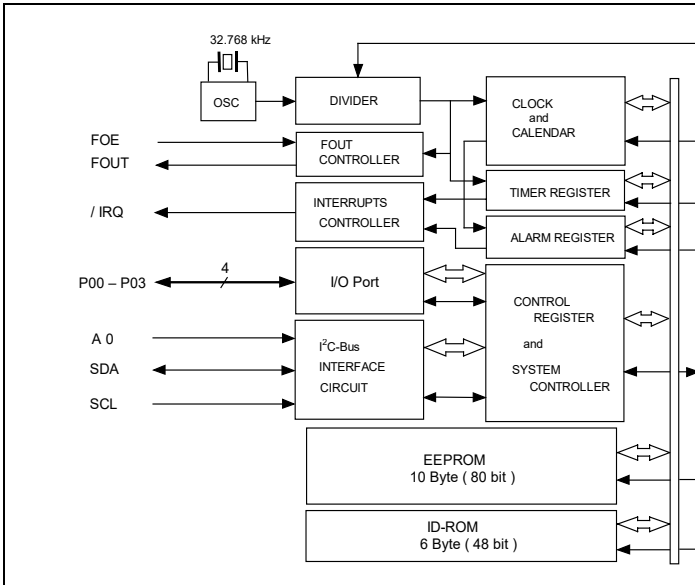 32.768 kHz
OSC
DIVIDER
CLOCK
and
CALENDAR
FOE
FOUT
FOUT
CONTROLLER
TIMER REGISTER
/ IRQ
INTERRUPTS
CONTROLLER
ALARM REGISTER
P00 – P03
4
I/O Port
CONTROL
REGISTER
and
SYSTEM
CONTROLLER
A 0
SDA
SCL
I²C-Bus
INTERFACE
CIRCUIT
EEPROM
10 Byte ( 80 bit )
ID-ROM
6 Byte ( 48 bit )